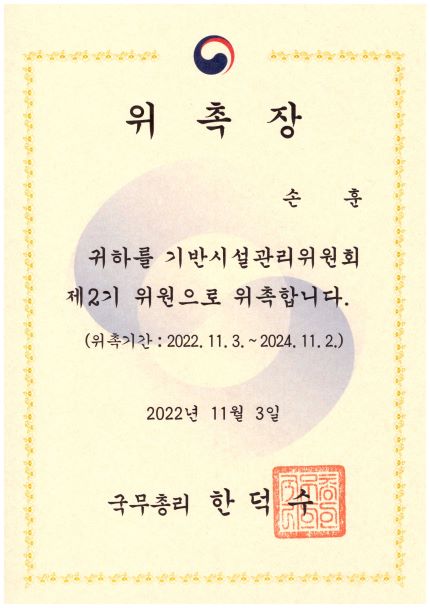 위 촉 장
손 훈
귀하를 기반시설관리위원회
제2기 위원으로 위촉합니다.
(위촉기간 : 2022. 11. 3. ~ 2024. 11. 2.)
2022년 11월 3일
국무총리 한 덕 수